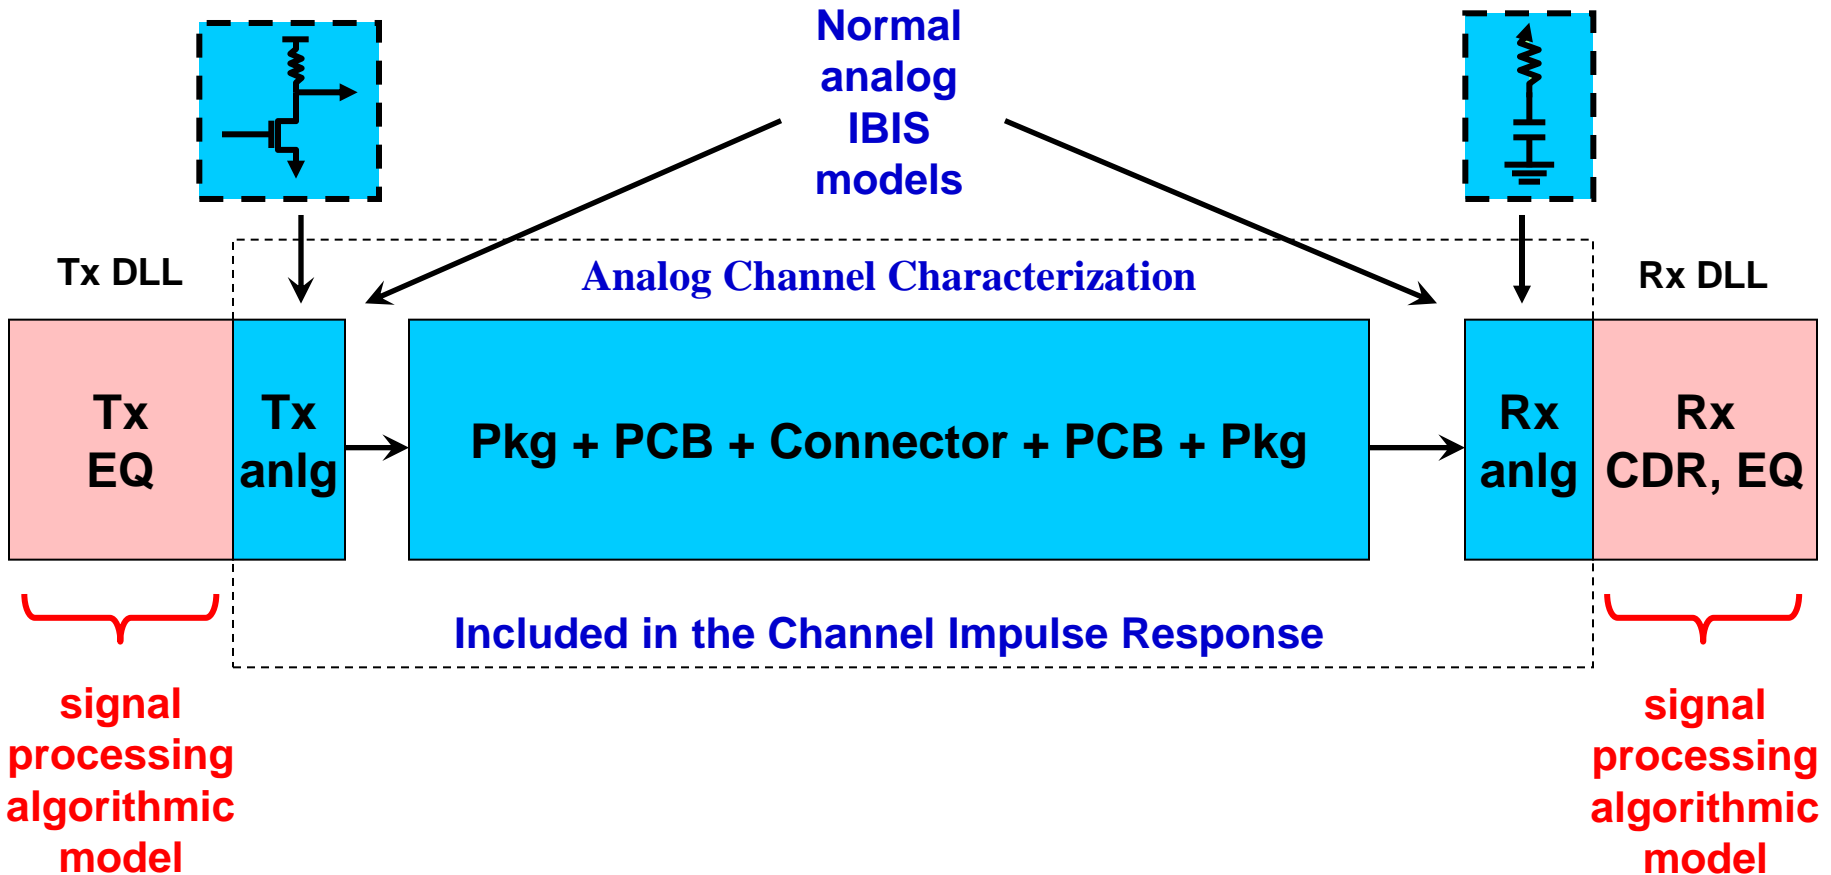 Normal
analog
IBIS
models
Tx DLL
Analog Channel Characterization
Rx DLL
Tx
EQ
Tx
anlg
Pkg + PCB + Connector + PCB + Pkg
Rx
anlg
Rx
CDR, EQ
Included in the Channel Impulse Response
signal
processing
algorithmic
model
signal
processing
algorithmic
model